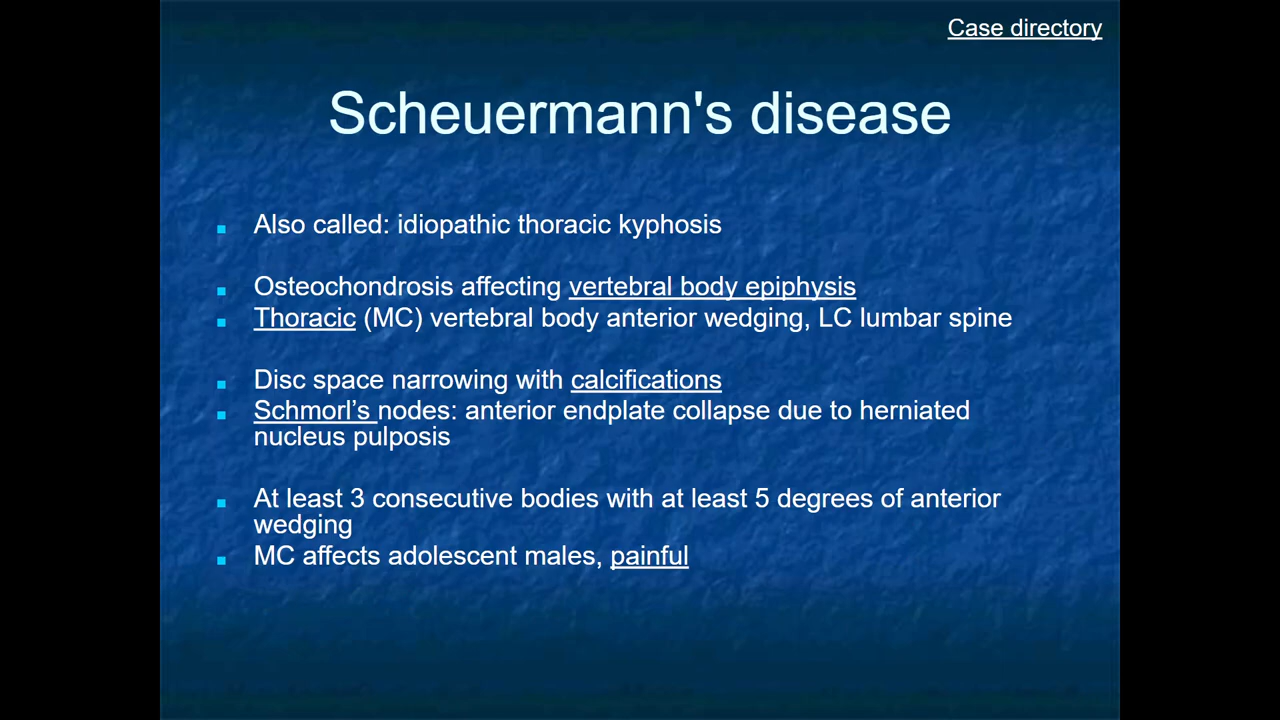 Case directory
Scheuermann's disease
Also called: idiopathic thoracic kyphosis
Osteochondrosis affecting vertebral body epiphysis
Thoracic (MC) vertebral body anterior wedging, LC lumbar spine
Disc space narrowing with calcifications
Schmorl’s nodes: anterior endplate collapse due to herniated
nucleus pulposis
At least 3 consecutive bodies with at least 5 degrees of anterior
wedging
MC affects adolescent males, painful